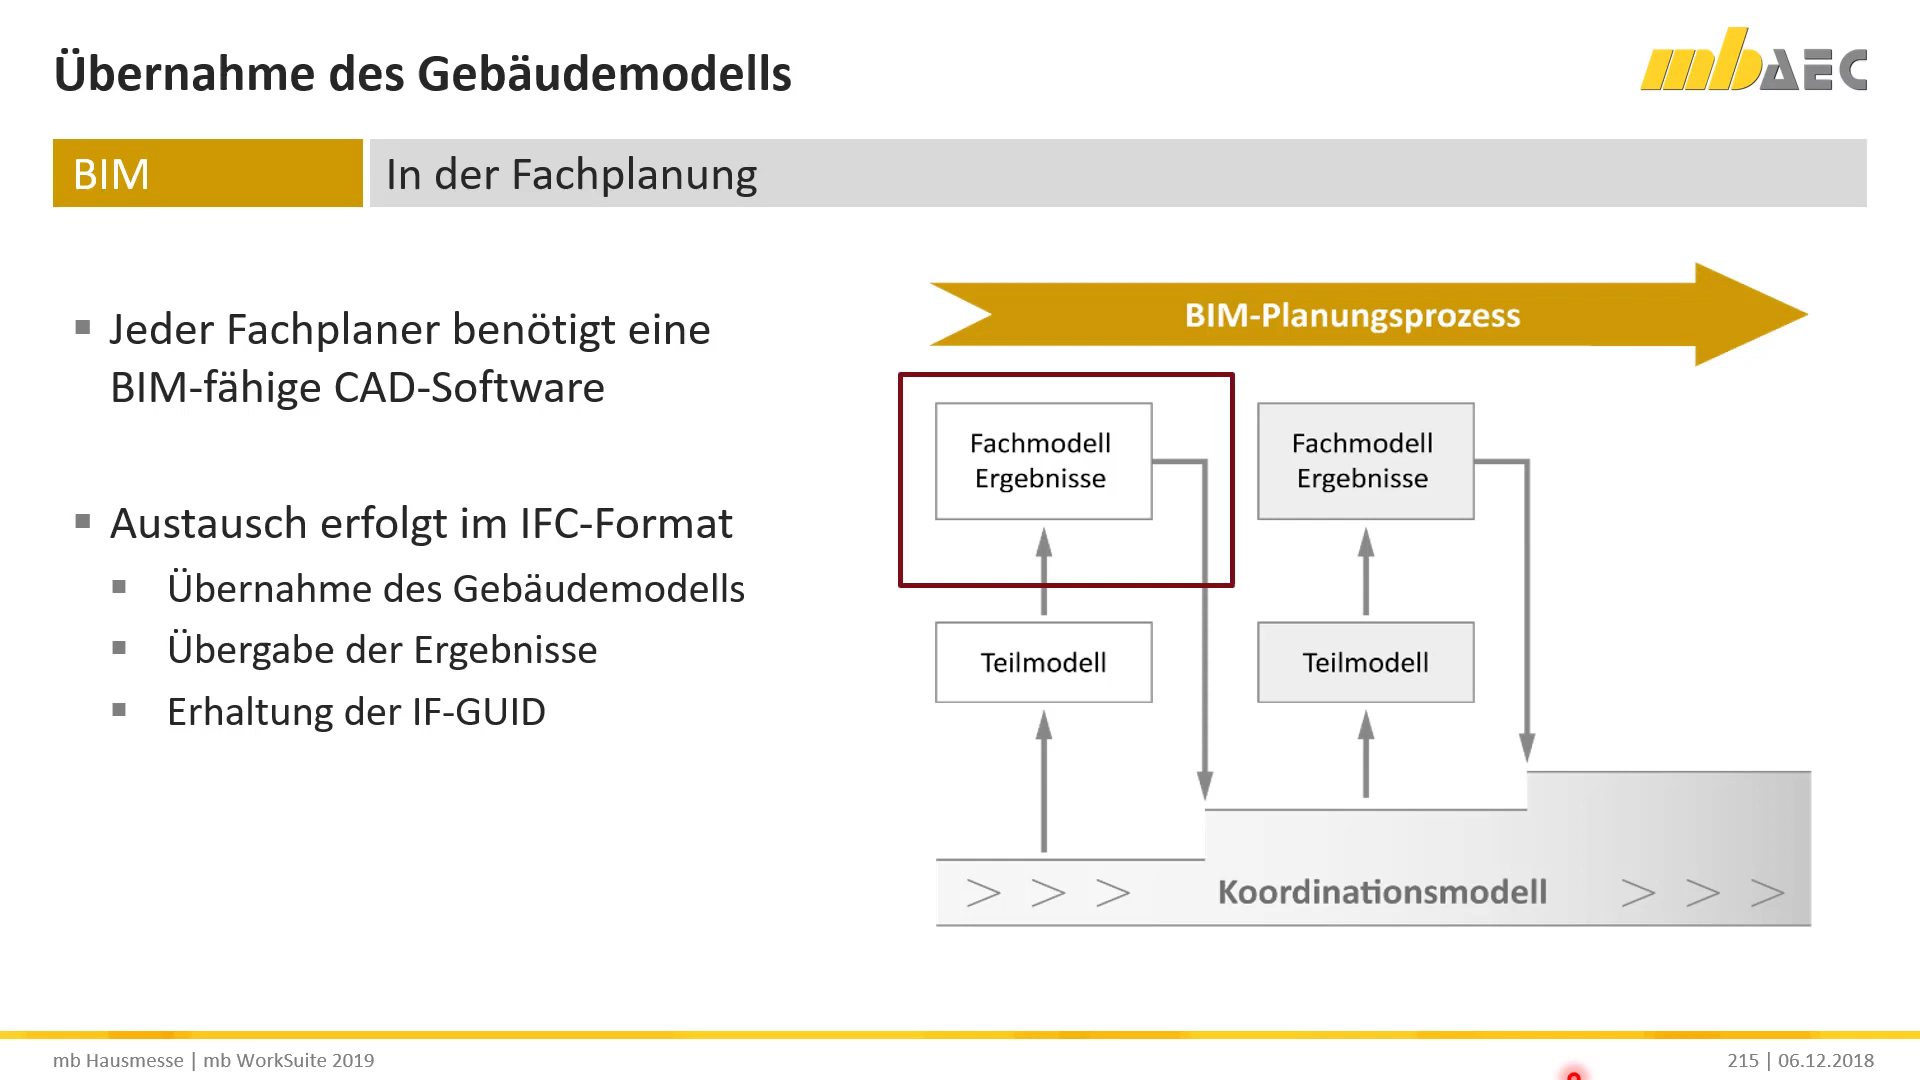 Übernahme des Gebäudemodells
mb AEC
BIM
In der Fachplanung
Jeder Fachplaner benötigt eine
BIM-fähige CAD-Software
Austausch erfolgt im IFC-Format
Übernahme des Gebäudemodells
Übergabe der Ergebnisse
Erhaltung der IF-GUID
BIM-Planungsprozess
Fachmodell
Ergebnisse
Fachmodell
Ergebnisse
Teilmodell
Teilmodell
> > > Koordinationsmodell > > >
mb Hausmesse | mb WorkSuite 2019
215 | 06.12.2018